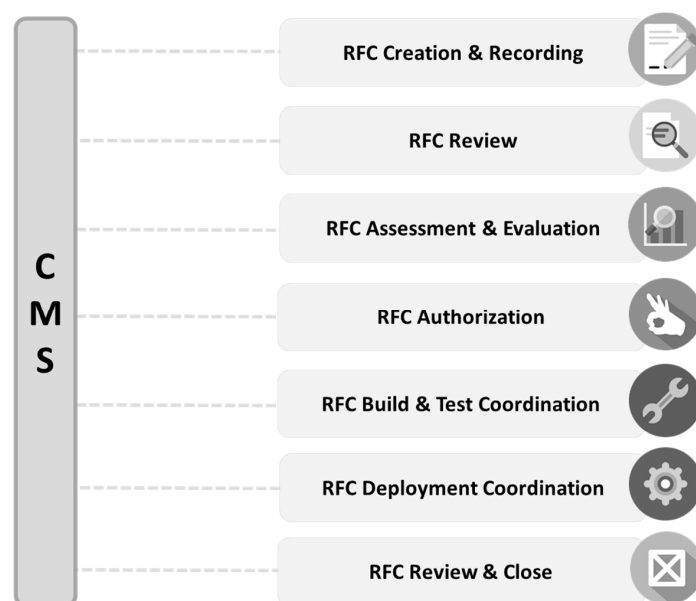 C
M
S
RFC Creation & Recording
RFC Review
RFC Assessment & Evaluation
RFC Authorization
RFC Build & Test Coordination
RFC Deployment Coordination
RFC Review & Close